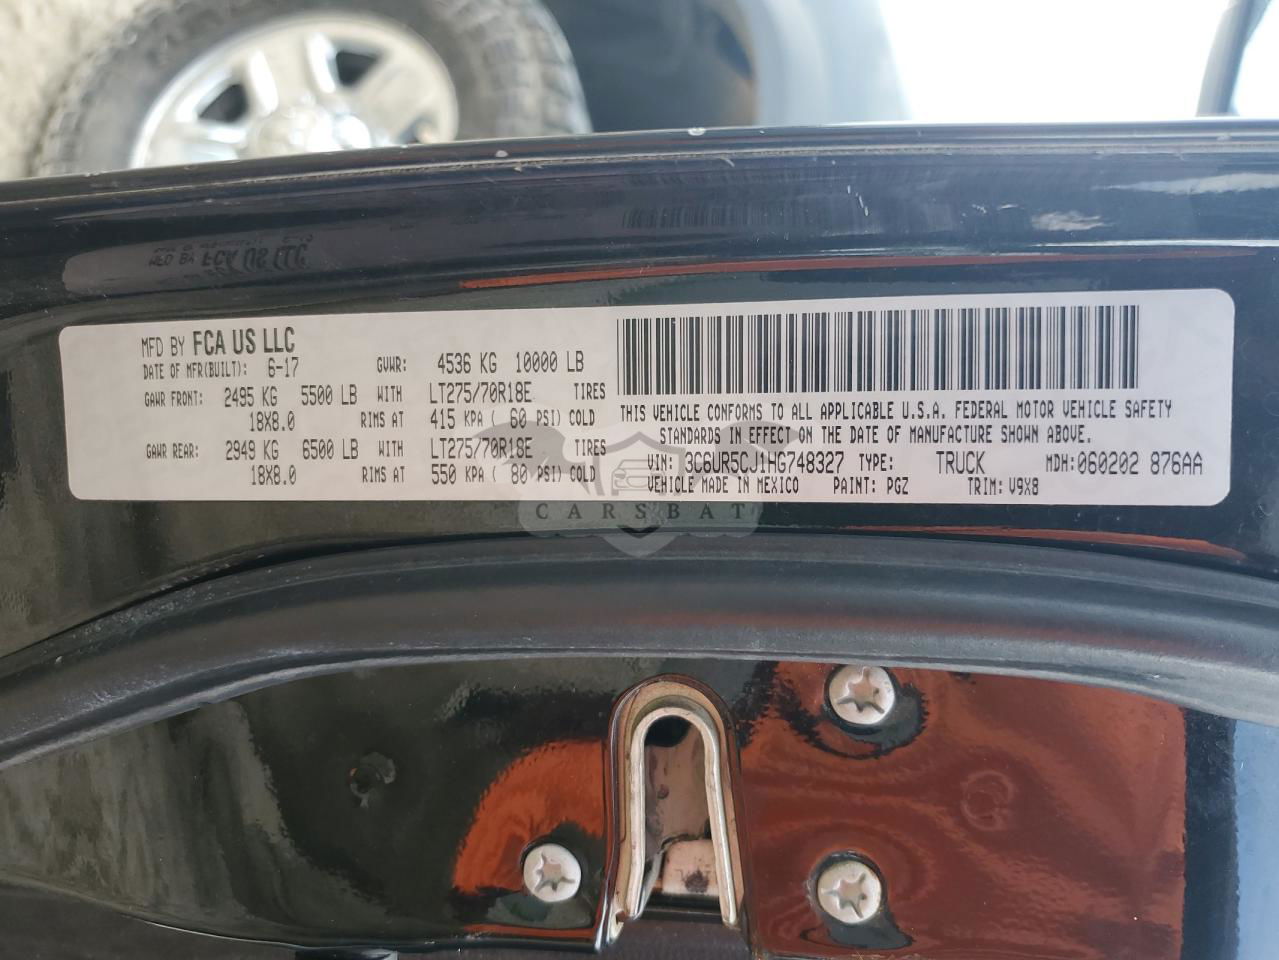 MFD BY FCA US LLC
DATE OF MFR(BUILT): 6-17 GVWR: 4536 KG 10000 LB
GAWR FRONT: 2495 KG 5500 LB WITH LT275/70R18E TIRES
18X8.0 RIMS AT 415 KPA ( 60 PSI) COLD
GAWR REAR: 2949 KG 6500 LB WITH LT275/70R18E TIRES
18X8.0 RIMS AT 550 KPA ( 80 PSI) COLD
THIS VEHICLE CONFORMS TO ALL APPLICABLE U.S.A. FEDERAL MOTOR VEHICLE SAFETY
STANDARDS IN EFFECT ON THE DATE OF MANUFACTURE SHOWN ABOVE.
VIN: 3C6UR5CJ1HG748327 TYPE: TRUCK MDH:060202 876AA
VEHICLE MADE IN MEXICO PAINT: PGZ TRIM: V9X8
CARSBAT